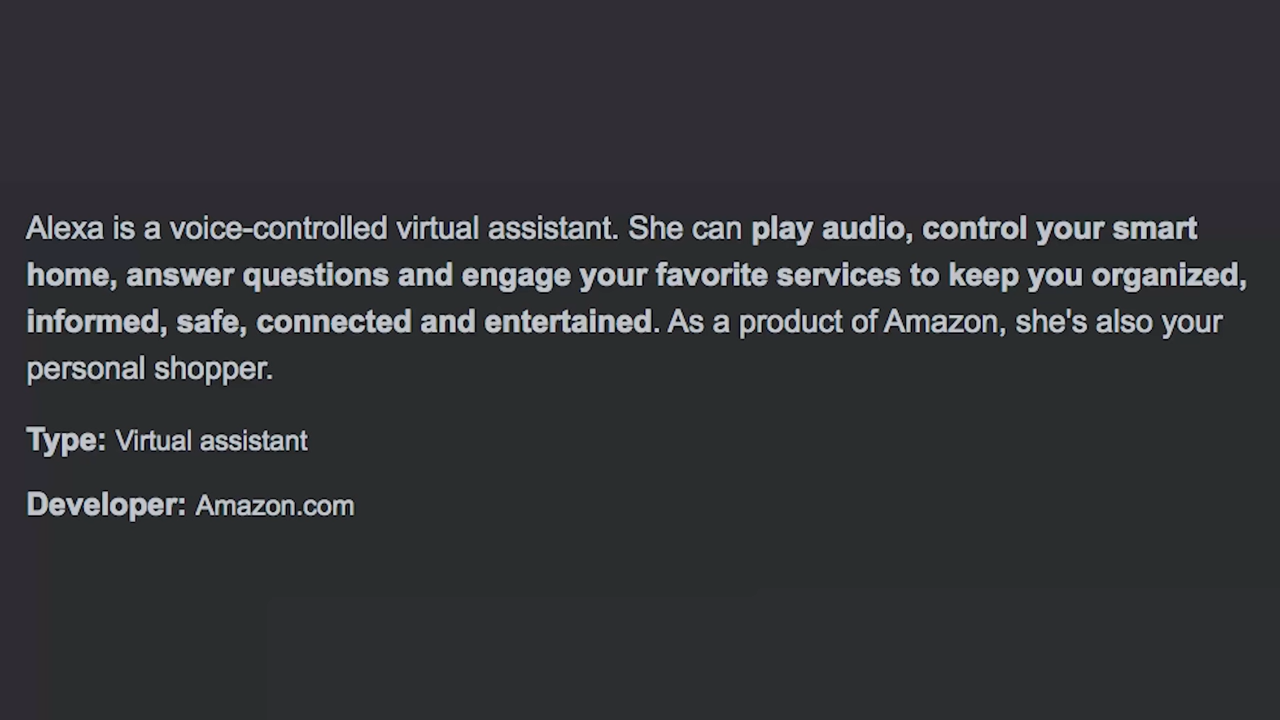 Alexa is a voice-controlled virtual assistant. She can play audio, control your smart
home, answer questions and engage your favorite services to keep you organized,
informed, safe, connected and entertained. As a product of Amazon, she's also your
personal shopper.
Type: Virtual assistant
Developer: Amazon.com